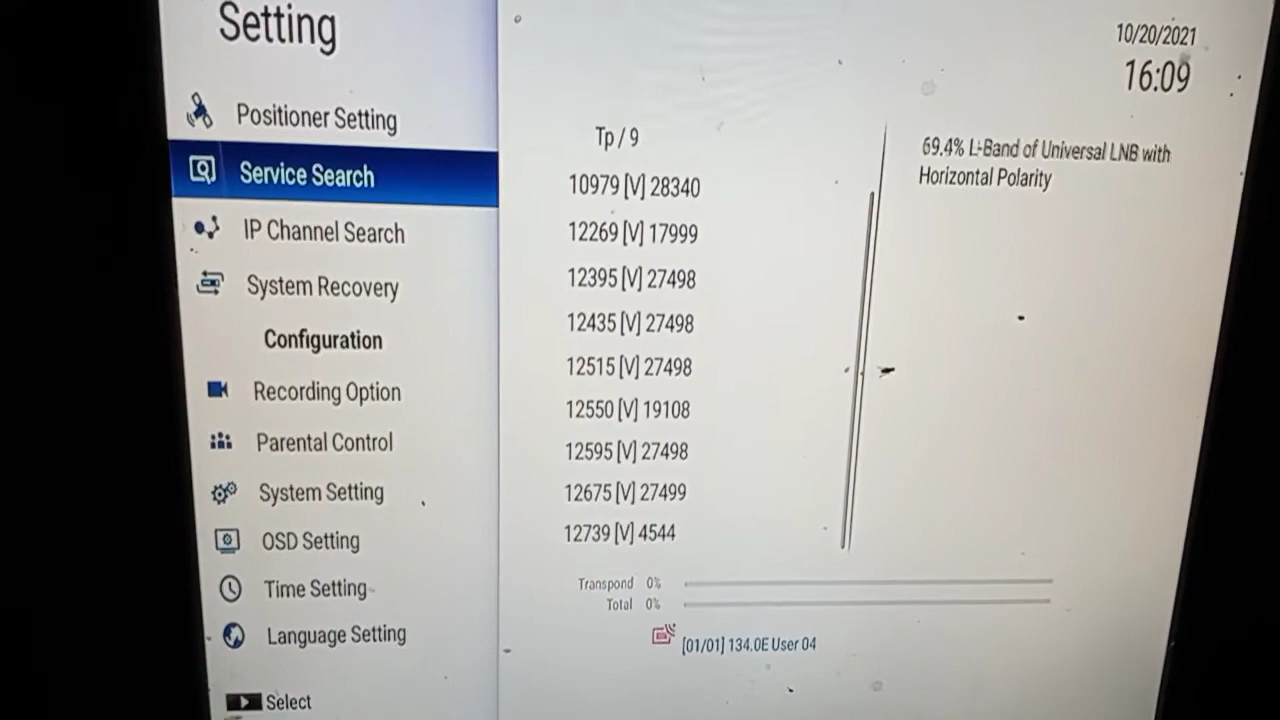 Setting
Positioner Setting
Service Search
IP Channel Search
System Recovery
Configuration
Recording Option
Parental Control
System Setting
OSD Setting
Time Setting
Language Setting
Select
10/20/2021
16:09
Tp / 9
10979 [V] 28340
12269 [V] 17999
12395 [V] 27498
12435 [V] 27498
12515 [V] 27498
12550 [V] 19108
12595 [V] 27498
12675 [V] 27499
12739 [V] 4544
69.4% L-Band of Universal LNB with
Horizontal Polarity
Transpond 0%
Total 0%
[01/01] 134.0E User 04